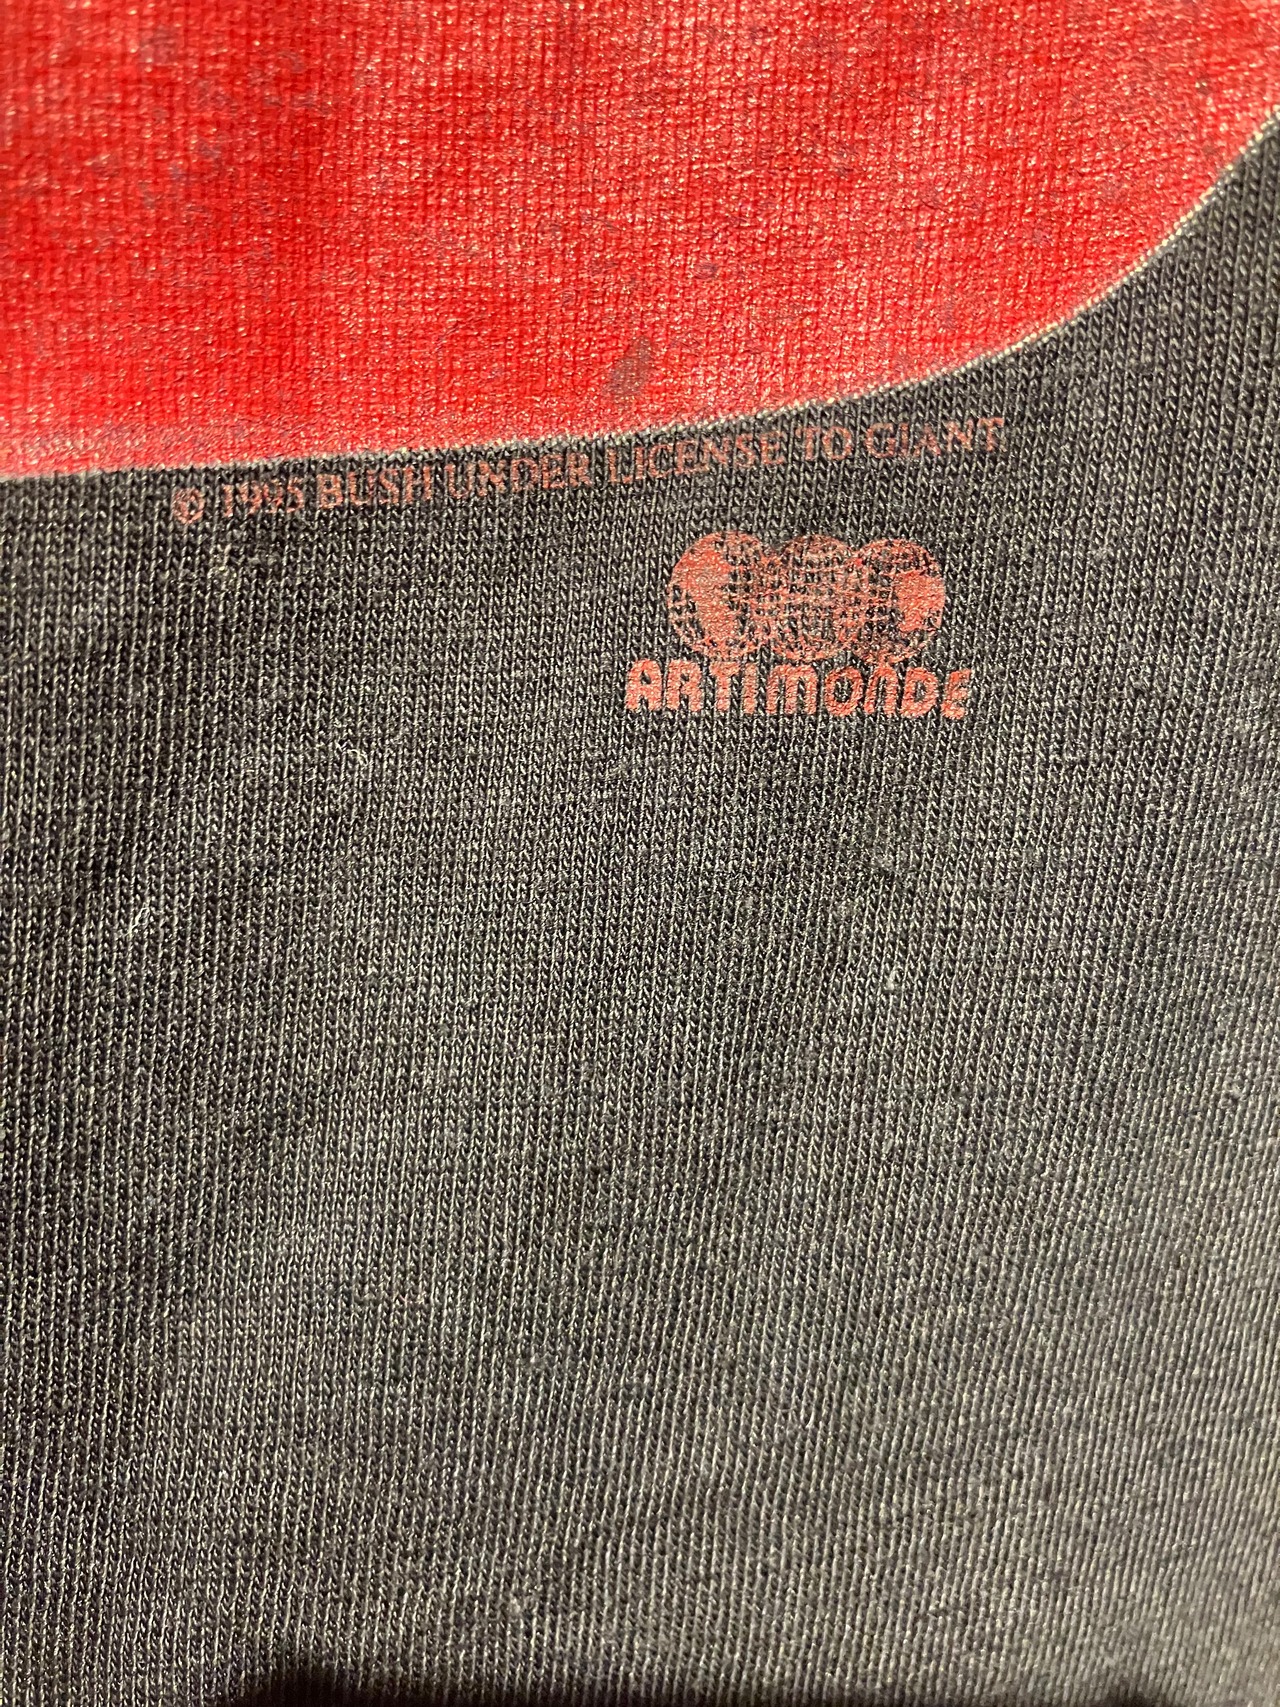 © 1995 BUSH UNDER LICENSE TO GIANT.
ARTIMONDE